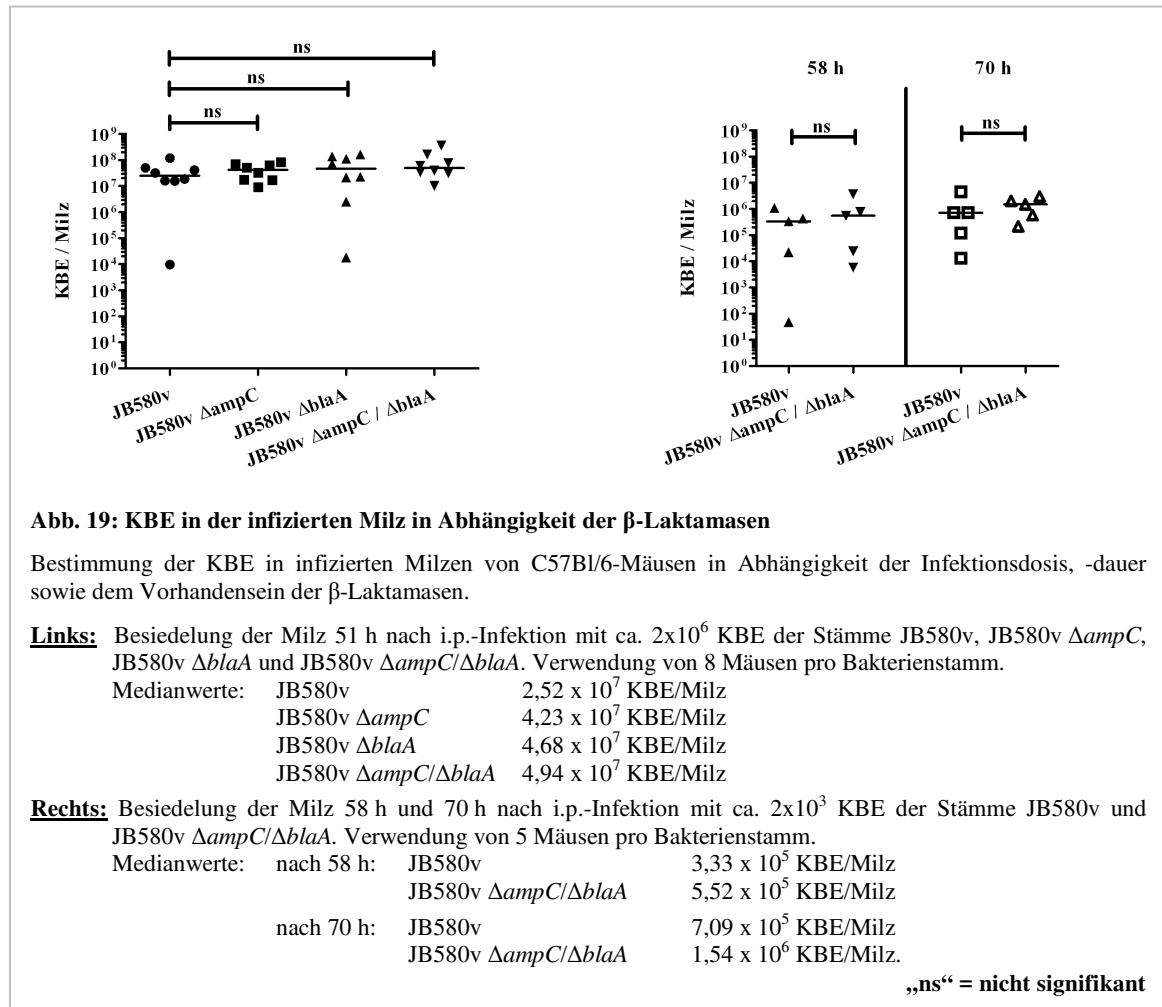 ns
ns
ns
KBE / Milz
10⁹
10⁸
10⁷
10⁶
10⁵
10⁴
10³
10²
10¹
10⁰
JB580v
JB580v ΔampC
JB580v ΔblaA
JB580v ΔampC / ΔblaA
58 h
70 h
ns
ns
KBE / Milz
10⁹
10⁸
10⁷
10⁶
10⁵
10⁴
10³
10²
10¹
10⁰
JB580v
JB580v ΔampC / ΔblaA
JB580v
JB580v ΔampC / ΔblaA
Abb. 19: KBE in der infizierten Milz in Abhängigkeit der β-Laktamasen
Bestimmung der KBE in infizierten Milzen von C57Bl/6-Mäusen in Abhängigkeit der Infektionsdosis, -dauer
sowie dem Vorhandensein der β-Laktamasen.
Links: Besiedelung der Milz 51 h nach i.p.-Infektion mit ca. 2x10⁶ KBE der Stämme JB580v, JB580v ΔampC,
JB580v ΔblaA und JB580v ΔampC/ΔblaA. Verwendung von 8 Mäusen pro Bakterienstamm.
Medianwerte: JB580v 2,52 x 10⁷ KBE/Milz
JB580v ΔampC 4,23 x 10⁷ KBE/Milz
JB580v ΔblaA 4,68 x 10⁷ KBE/Milz
JB580v ΔampC/ΔblaA 4,94 x 10⁷ KBE/Milz
Rechts: Besiedelung der Milz 58 h und 70 h nach i.p.-Infektion mit ca. 2x10³ KBE der Stämme JB580v und
JB580v ΔampC/ΔblaA. Verwendung von 5 Mäusen pro Bakterienstamm.
Medianwerte: nach 58 h: JB580v 3,33 x 10⁵ KBE/Milz
JB580v ΔampC/ΔblaA 5,52 x 10⁵ KBE/Milz
nach 70 h: JB580v 7,09 x 10⁵ KBE/Milz
JB580v ΔampC/ΔblaA 1,54 x 10⁶ KBE/Milz.
„ns“ = nicht signifikant